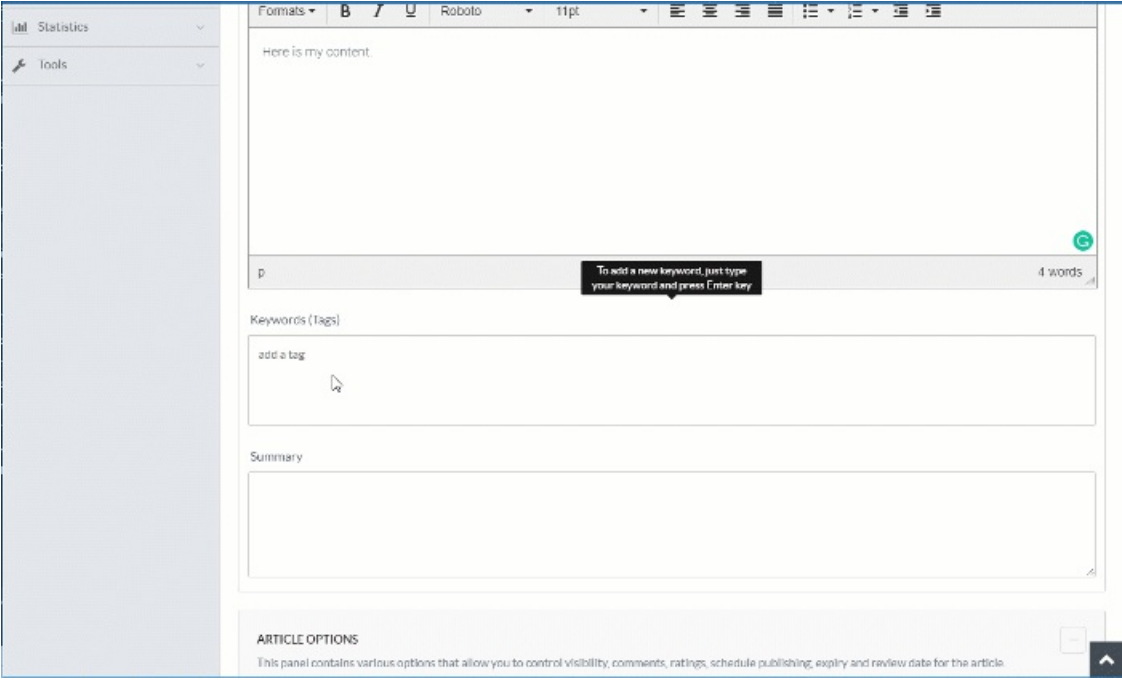 Statistics
Tools
Formats B I U Roboto 11pt
Here is my content.
p
4 words
To add a new keyword, just type
your keyword and press Enter key
Keywords (Tags)
add a tag
Summary
ARTICLE OPTIONS
This panel contains various options that allow you to control visibility, comments, ratings, schedule publishing, expiry and review date for the article.